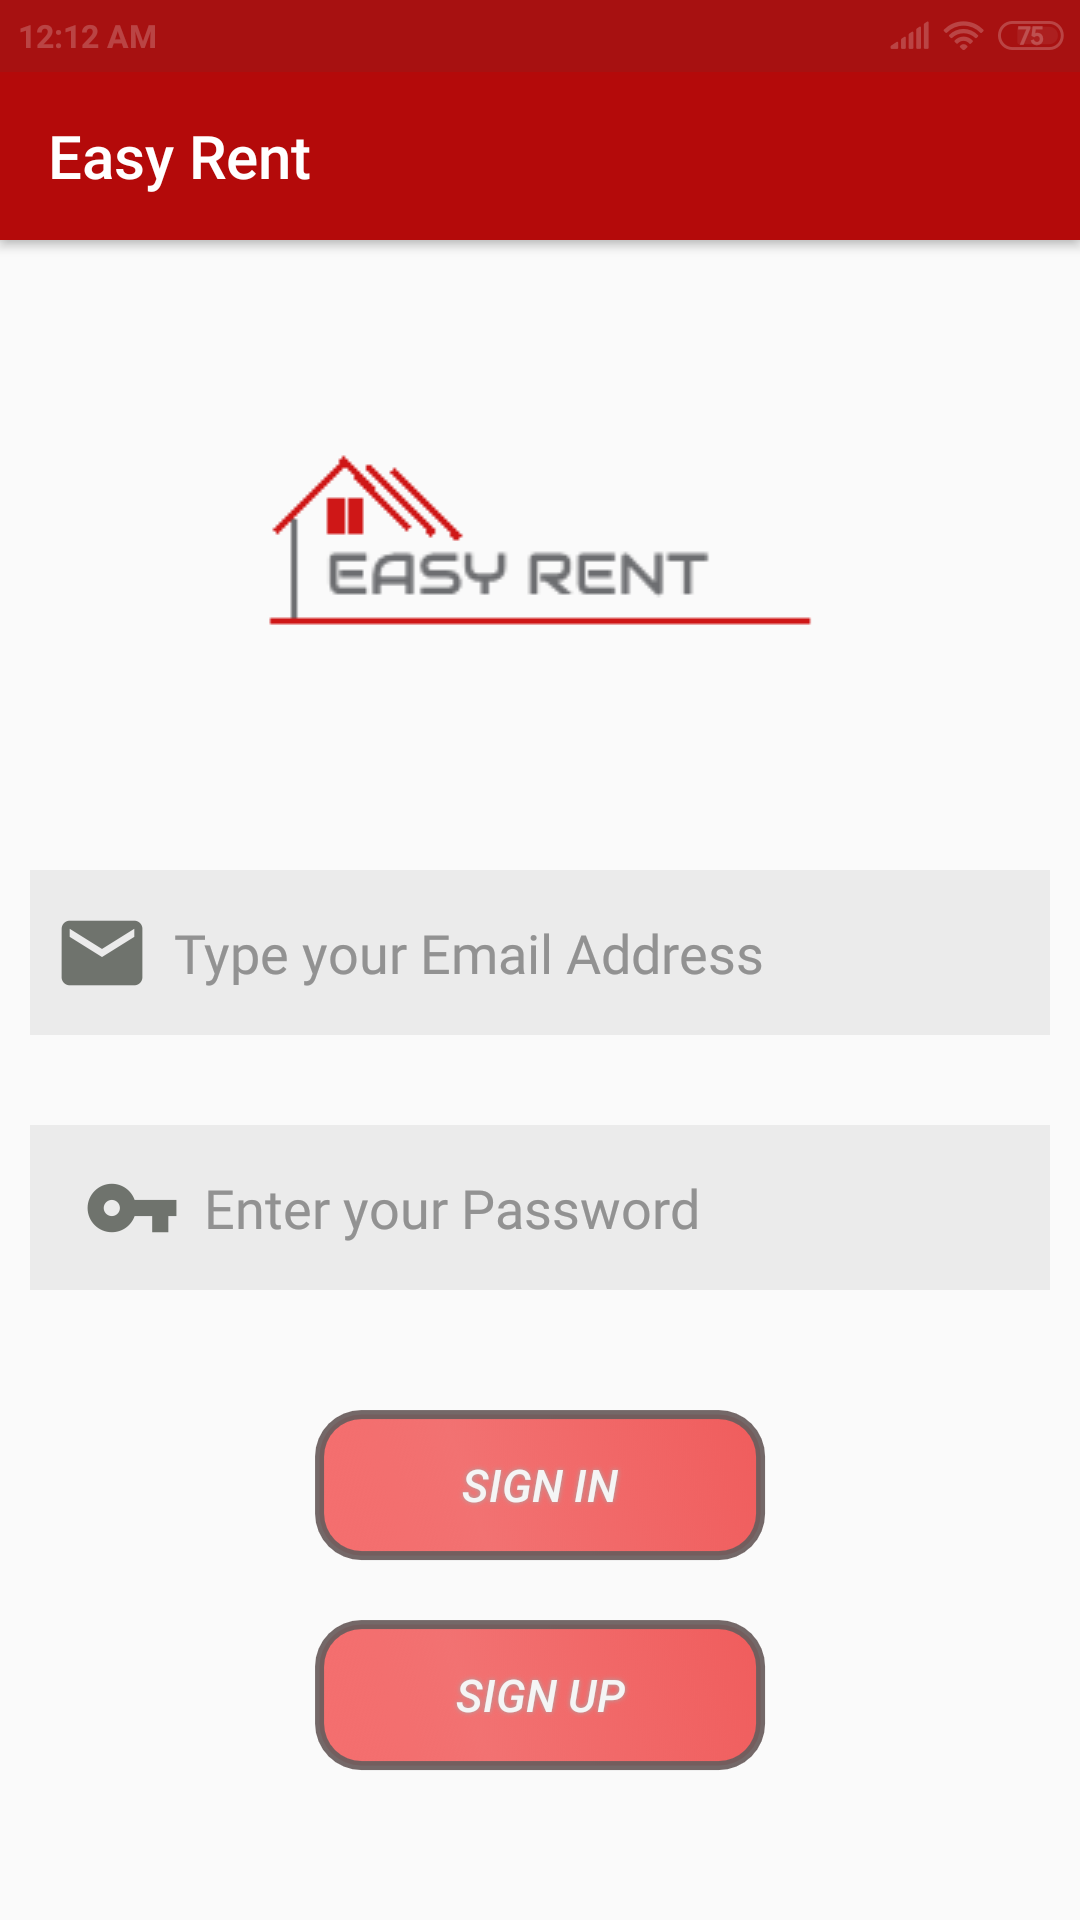 12:12 AM 75
Easy Rent
EASY RENT
Type your Email Address
Enter your Password
SIGN IN
SIGN UP